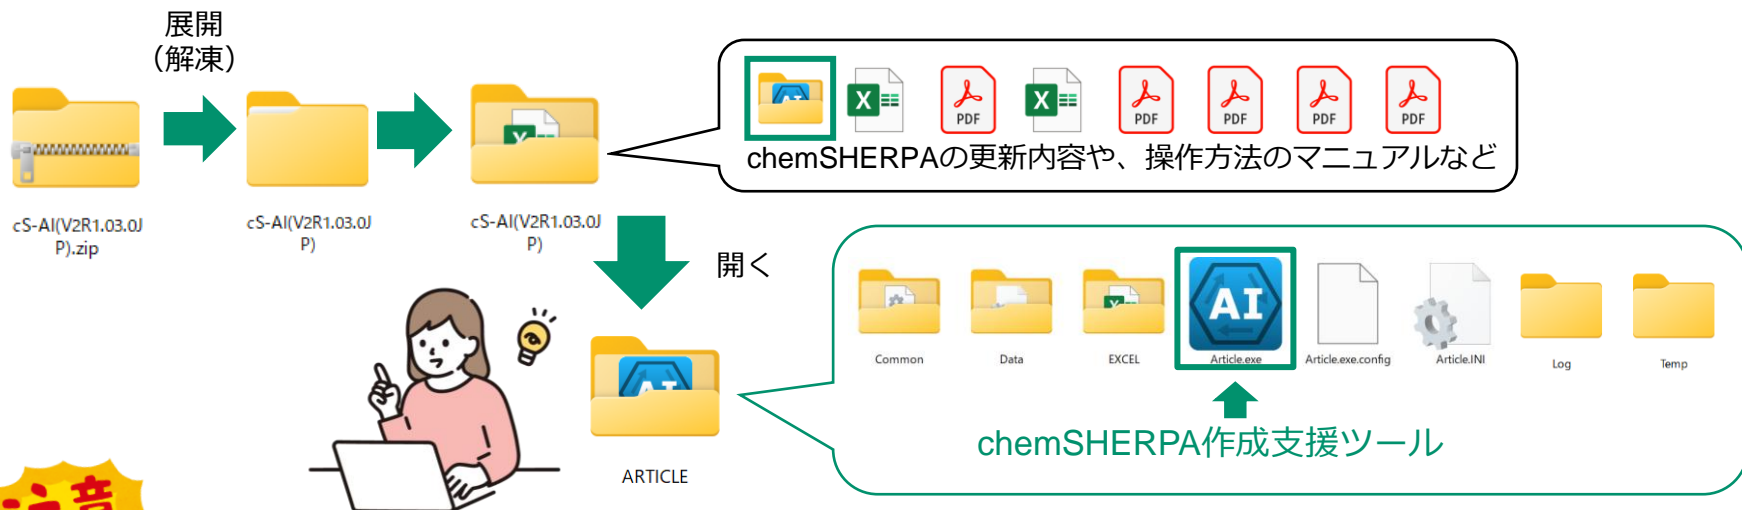 展開
（解凍）
cS-AI(V2R1.03.0J
P).zip
cS-AI(V2R1.03.0J
P)
cS-AI(V2R1.03.0J
P)
PDF
PDF
PDF
PDF
PDF
chemSHERPAの更新内容や、操作方法のマニュアルなど
開く
AI
ARTICLE
AI
Common
Data
EXCEL
Article.exe
Article.exe.config
Article.INI
Log
Temp
chemSHERPA作成支援ツール
注意